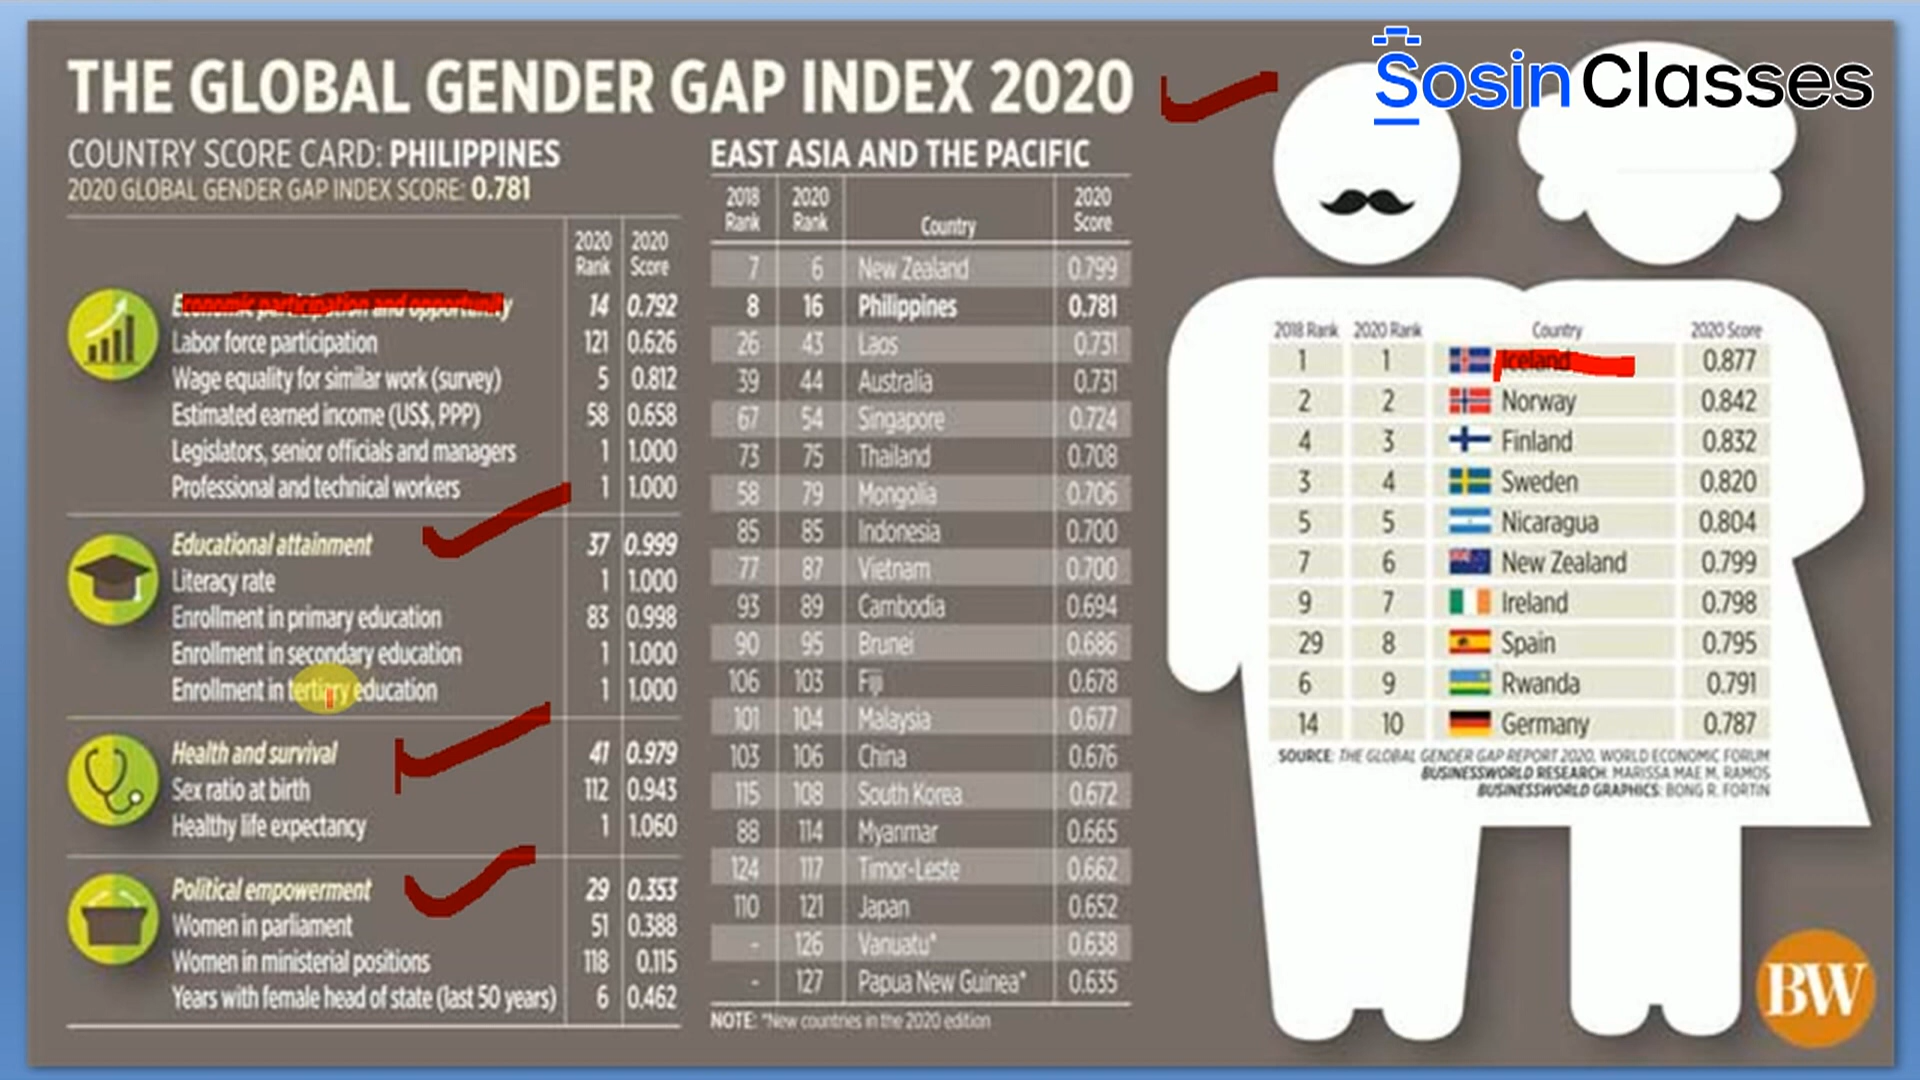 Sosin Classes
THE GLOBAL GENDER GAP INDEX 2020
COUNTRY SCORE CARD: PHILIPPINES
2020 GLOBAL GENDER GAP INDEX SCORE: 0.781
2020 Rank 2020 Score
Economic participation and opportunity 14 0.792
Labor force participation 121 0.626
Wage equality for similar work (survey) 5 0.812
Estimated earned income (US$, PPP) 58 0.658
Legislators, senior officials and managers 1 1.000
Professional and technical workers 1 1.000
Educational attainment 37 0.999
Literacy rate 1 1.000
Enrollment in primary education 83 0.998
Enrollment in secondary education 1 1.000
Enrollment in tertiary education 1 1.000
Health and survival 41 0.979
Sex ratio at birth 112 0.943
Healthy life expectancy 1 1.060
Political empowerment 29 0.353
Women in parliament 51 0.388
Women in ministerial positions 118 0.115
Years with female head of state (last 50 years) 6 0.462
EAST ASIA AND THE PACIFIC
2018 Rank 2020 Rank Country 2020 Score
7 6 New Zealand 0.799
8 16 Philippines 0.781
26 43 Laos 0.731
39 44 Australia 0.731
67 54 Singapore 0.724
73 75 Thailand 0.708
58 79 Mongolia 0.706
85 85 Indonesia 0.700
77 87 Vietnam 0.700
93 89 Cambodia 0.694
90 95 Brunei 0.686
106 103 Fiji 0.678
101 104 Malaysia 0.677
103 106 China 0.676
115 108 South Korea 0.672
88 114 Myanmar 0.665
124 117 Timor-Leste 0.662
110 121 Japan 0.652
- 126 Vanuatu* 0.638
- 127 Papua New Guinea* 0.635
NOTE: *New countries in the 2020 edition
2018 Rank 2020 Rank Country 2020 Score
1 1 Iceland 0.877
2 2 Norway 0.842
4 3 Finland 0.832
3 4 Sweden 0.820
5 5 Nicaragua 0.804
7 6 New Zealand 0.799
9 7 Ireland 0.798
29 8 Spain 0.795
6 9 Rwanda 0.791
14 10 Germany 0.787
SOURCE: THE GLOBAL GENDER GAP REPORT 2020, WORLD ECONOMIC FORUM
BUSINESSWORLD RESEARCH: MARISSA MAE M. RAMOS
BUSINESSWORLD GRAPHICS: BONG R. FORTIN
BW